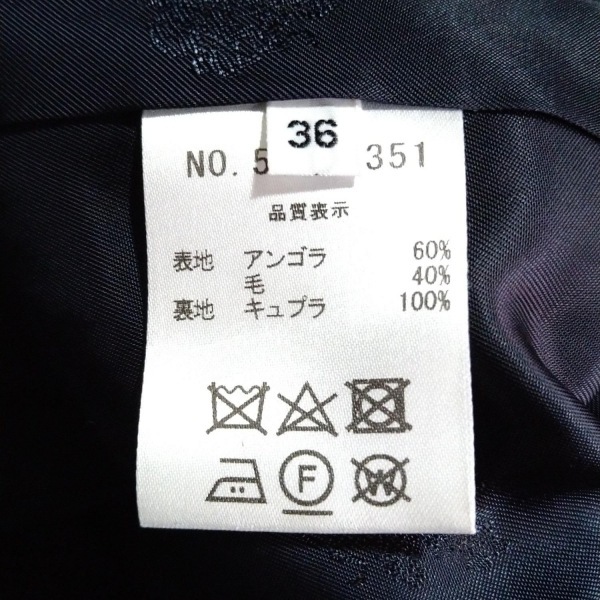 36
NO.5 351
品質表示
表地 アンゴラ 60%
毛 40%
裏地 キュプラ 100%
F
W